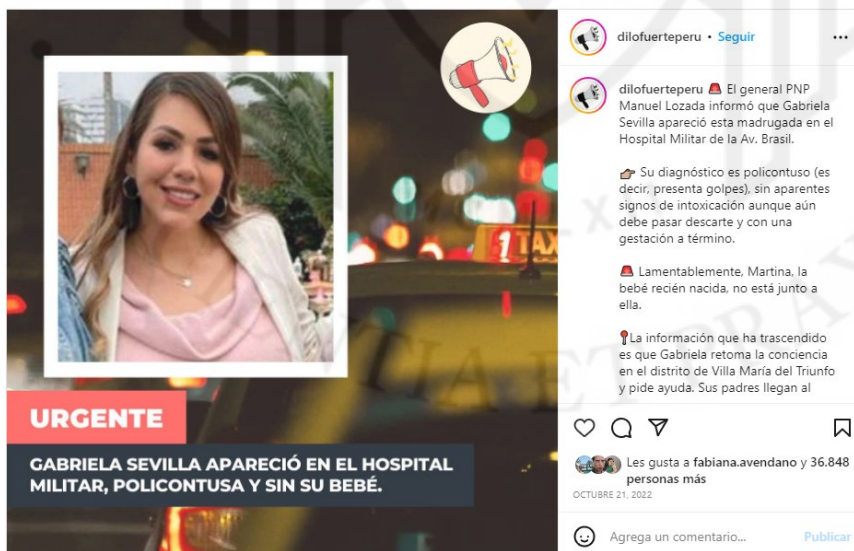 1 TAX
URGENTE
GABRIELA SEVILLA APARECIÓ EN EL HOSPITAL
MILITAR, POLICONTUSA Y SIN SU BEBÉ.
dilofuerteperu • Seguir
dilofuerteperu 🚨 El general PNP
Manuel Lozada informó que Gabriela
Sevilla apareció esta madrugada en el
Hospital Militar de la Av. Brasil.
👉🏽 Su diagnóstico es policontuso (es
decir, presenta golpes), sin aparentes
signos de intoxicación aunque aún
debe pasar descarte y con una
gestación a término.
🚨 Lamentablemente, Martina, la
bebé recién nacida, no está junto a
ella.
📍La información que ha trascendido
es que Gabriela retoma la conciencia
en el distrito de Villa María del Triunfo
y pide ayuda. Sus padres llegan al
Les gusta a fabiana.avendano y 36.848
personas más
OCTUBRE 21, 2022
Agrega un comentario...
Publicar